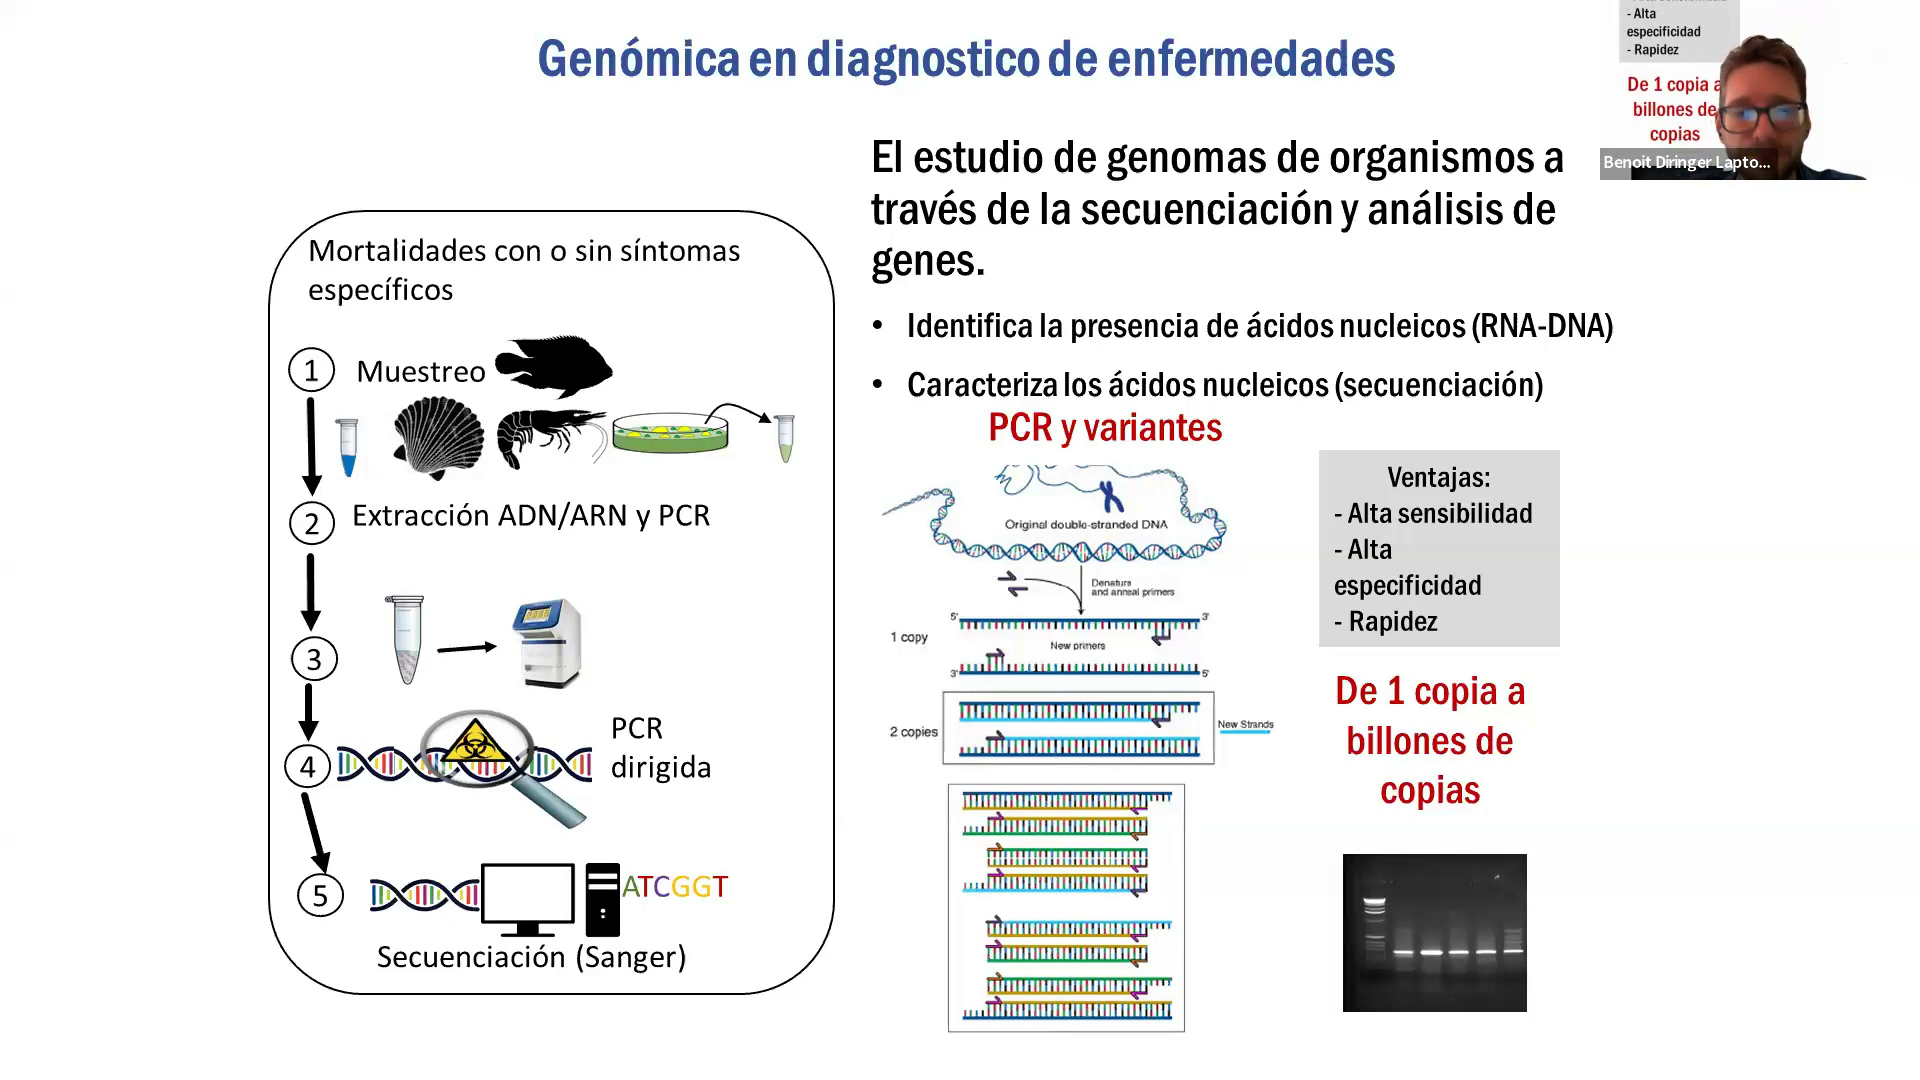 Genómica en diagnostico de enfermedades
- Alta
especificidad
- Rapidez
De 1 copia a
billones de
copias
Benoit Diringer Lapto...
El estudio de genomas de organismos a
través de la secuenciación y análisis de
genes.
• Identifica la presencia de ácidos nucleicos (RNA-DNA)
• Caracteriza los ácidos nucleicos (secuenciación)
Mortalidades con o sin síntomas
específicos
1
Muestreo
2
Extracción ADN/ARN y PCR
3
4
PCR
dirigida
5
ATCGGT
Secuenciación (Sanger)
PCR y variantes
Original double-stranded DNA
Denature
and anneal primers
5'
3'
1 copy
New primers
3'
5'
2 copies
New Strands
Ventajas:
- Alta sensibilidad
- Alta
especificidad
- Rapidez
De 1 copia a
billones de
copias